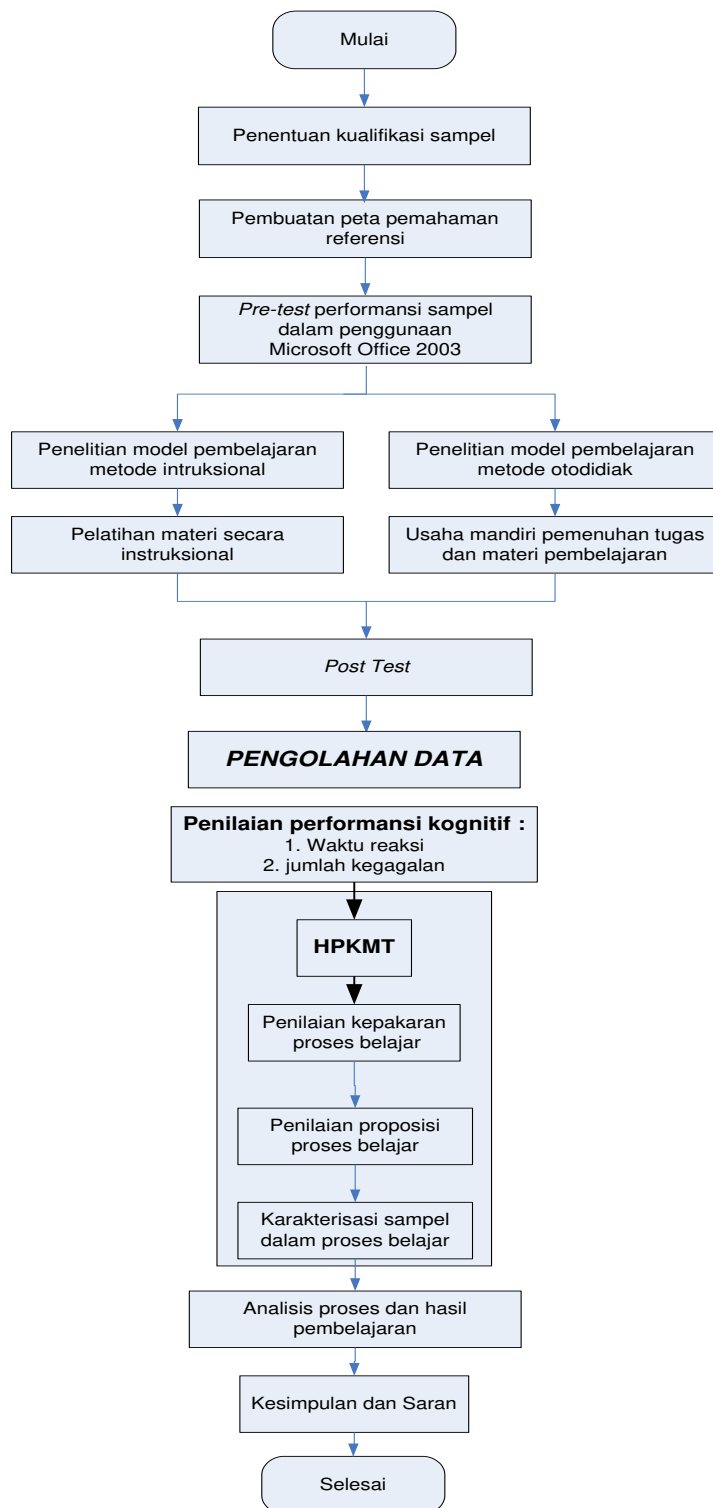 Mulai
Penentuan kualifikasi sampel
Pembuatan peta pemahaman
referensi
Pre-test performansi sampel
dalam penggunaan
Microsoft Office 2003
Penelitian model pembelajaran
metode intruksional
Penelitian model pembelajaran
metode otodidiak
Pelatihan materi secara
instruksional
Usaha mandiri pemenuhan tugas
dan materi pembelajaran
Post Test
PENGOLAHAN DATA
Penilaian performansi kognitif :
1. Waktu reaksi
2. jumlah kegagalan
HPKMT
Penilaian kepakaran
proses belajar
Penilaian proposisi
proses belajar
Karakterisasi sampel
dalam proses belajar
Analisis proses dan hasil
pembelajaran
Kesimpulan dan Saran
Selesai